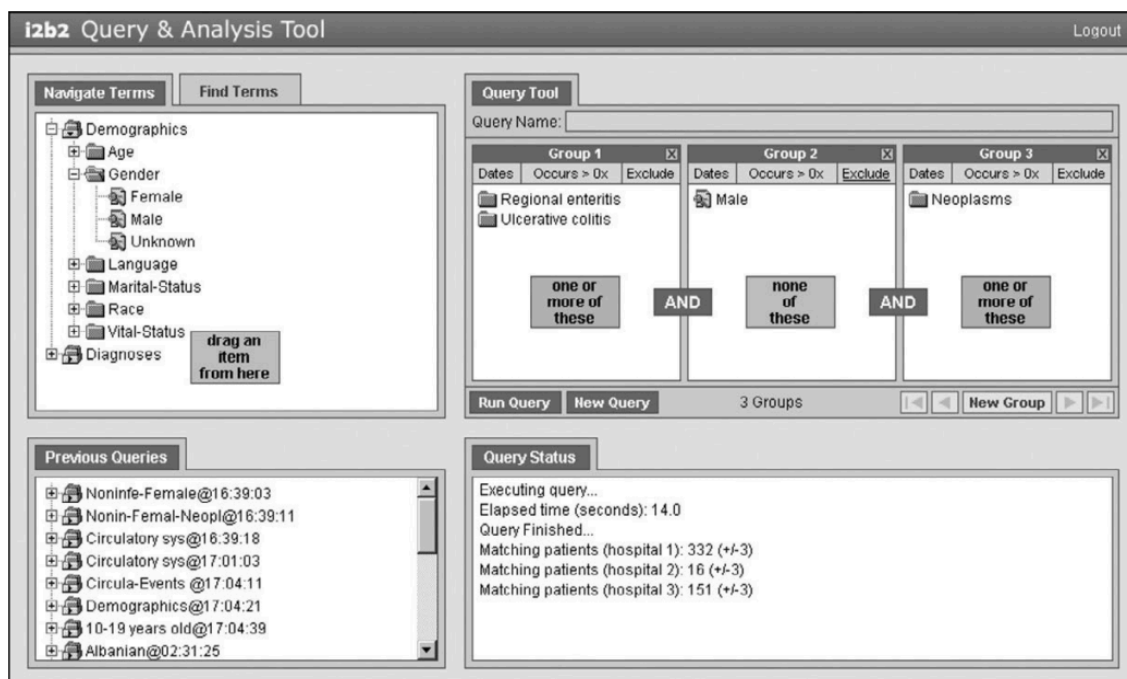 i2b2 Query & Analysis Tool
Logout
Navigate Terms
Find Terms
Demographics
Age
Gender
Female
Male
Unknown
Language
Marital-Status
Race
Vital-Status
Diagnoses
drag an
item
from here
Query Tool
Query Name:
Group 1
Dates Occurs > 0x Exclude
Regional enteritis
Ulcerative colitis
one or
more of
these
AND
Group 2
Dates Occurs > 0x Exclude
Male
none
of
these
AND
Group 3
Dates Occurs > 0x Exclude
Neoplasms
one or
more of
these
Run Query New Query 3 Groups New Group
Previous Queries
Noninfe-Female@16:39:03
Nonin-Femal-Neopl@16:39:11
Circulatory sys@16:39:18
Circulatory sys@17:01:03
Circula-Events @17:04:11
Demographics@17:04:21
10-19 years old@17:04:39
Albanian@02:31:25
Query Status
Executing query...
Elapsed time (seconds): 14.0
Query Finished...
Matching patients (hospital 1): 332 (+/-3)
Matching patients (hospital 2): 16 (+/-3)
Matching patients (hospital 3): 151 (+/-3)